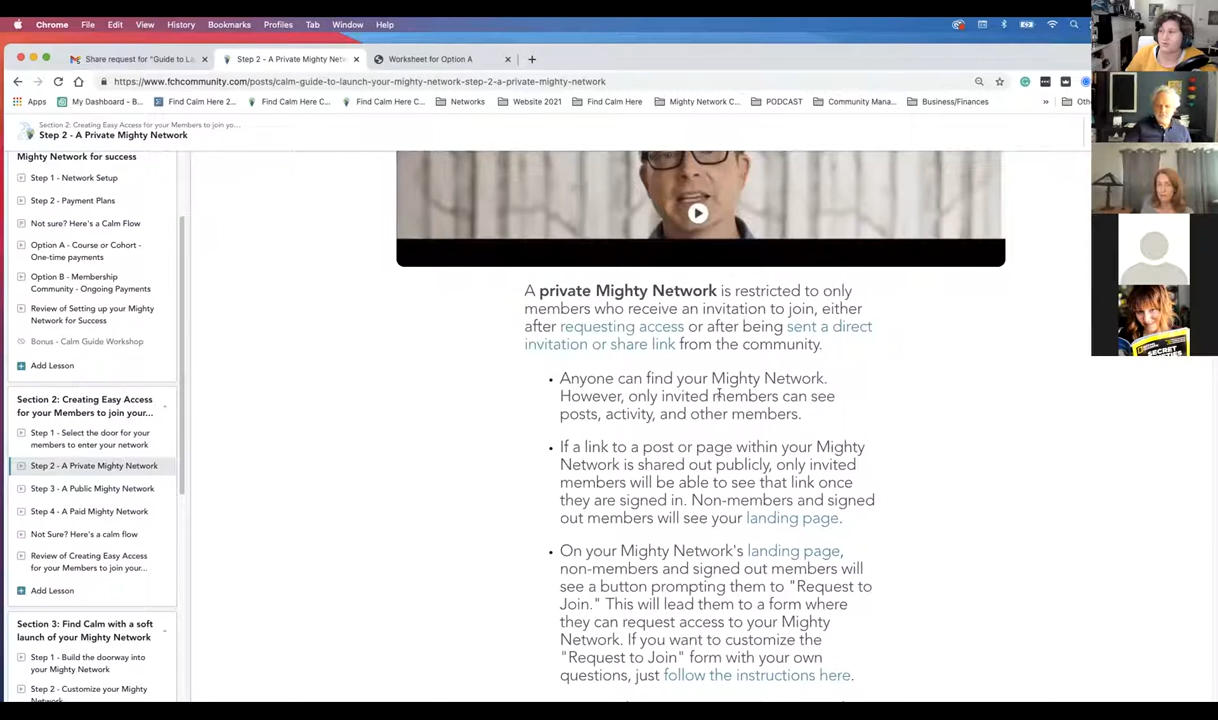 Chrome File Edit View History Bookmarks Profiles Tab Window Help
Share request for "Guide to La
Step 2 - A Private Mighty Netw
Worksheet for Option A
https://www.fchcommunity.com/posts/calm-guide-to-launch-your-mighty-network-step-2-a-private-mighty-network
Apps My Dashboard - B... Find Calm Here 2... Find Calm Here C... Find Calm Here C... Networks Website 2021 Find Calm Here Mighty Network C... PODCAST Community Mana... Business/Finances » Othe
Section 2: Creating Easy Access for your Members to join yo...
Step 2 - A Private Mighty Network
Mighty Network for success
Step 1 - Network Setup
Step 2 - Payment Plans
Not sure? Here's a Calm Flow
Option A - Course or Cohort -
One-time payments
Option B - Membership
Community - Ongoing Payments
Review of Setting up your Mighty
Network for Success
Bonus - Calm Guide Workshop
Add Lesson
Section 2: Creating Easy Access
for your Members to join your...
Step 1 - Select the door for your
members to enter your network
Step 2 - A Private Mighty Network
Step 3 - A Public Mighty Network
Step 4 - A Paid Mighty Network
Not Sure? Here's a calm flow
Review of Creating Easy Access
for your Members to join your...
Add Lesson
Section 3: Find Calm with a soft
launch of your Mighty Network
Step 1 - Build the doorway into
your Mighty Network
Step 2 - Customize your Mighty
Network
A private Mighty Network is restricted to only
members who receive an invitation to join, either
after requesting access or after being sent a direct
invitation or share link from the community.
• Anyone can find your Mighty Network.
However, only invited members can see
posts, activity, and other members.
• If a link to a post or page within your Mighty
Network is shared out publicly, only invited
members will be able to see that link once
they are signed in. Non-members and signed
out members will see your landing page.
• On your Mighty Network's landing page,
non-members and signed out members will
see a button prompting them to "Request to
Join." This will lead them to a form where
they can request access to your Mighty
Network. If you want to customize the
"Request to Join" form with your own
questions, just follow the instructions here.
SECRET